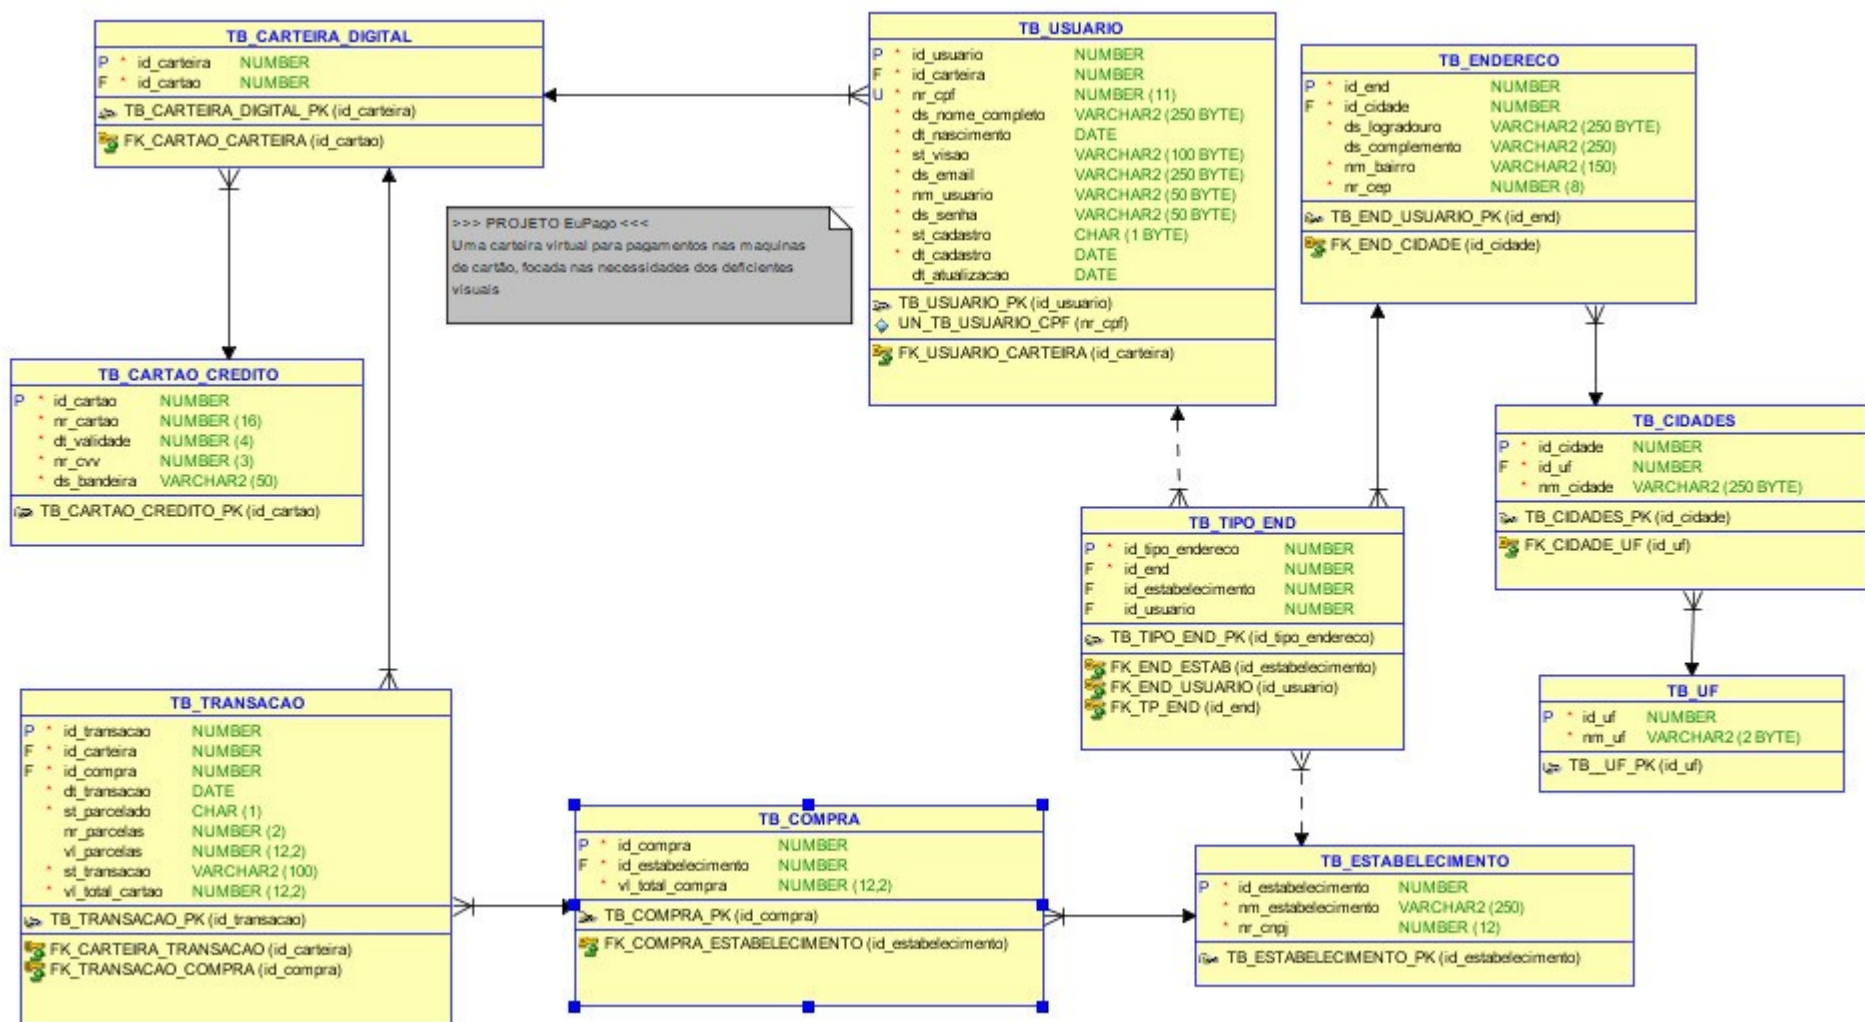 TB_CARTEIRA_DIGITAL
P * id_carteira NUMBER
F * id_cartao NUMBER
TB_CARTEIRA_DIGITAL_PK (id_carteira)
FK_CARTAO_CARTEIRA (id_cartao)
TB_USUARIO
P * id_usuario NUMBER
F * id_carteira NUMBER
U * nr_cpf NUMBER (11)
* ds_nome_completo VARCHAR2 (250 BYTE)
* dt_nascimento DATE
* st_visao VARCHAR2 (100 BYTE)
* ds_email VARCHAR2 (250 BYTE)
* nm_usuario VARCHAR2 (50 BYTE)
* ds_senha VARCHAR2 (50 BYTE)
* st_cadastro CHAR (1 BYTE)
* dt_cadastro DATE
dt_atualizacao DATE
TB_USUARIO_PK (id_usuario)
UN_TB_USUARIO_CPF (nr_cpf)
FK_USUARIO_CARTEIRA (id_carteira)
TB_ENDERECO
P * id_end NUMBER
F * id_cidade NUMBER
* ds_logradouro VARCHAR2 (250 BYTE)
ds_complemento VARCHAR2 (250)
* nm_bairro VARCHAR2 (150)
* nr_cep NUMBER (8)
TB_END_USUARIO_PK (id_end)
FK_END_CIDADE (id_cidade)
>>> PROJETO EuPago <<<
Uma carteira virtual para pagamentos nas maquinas
de cartão, focada nas necessidades dos deficientes
visuais
TB_CARTAO_CREDITO
P * id_cartao NUMBER
* nr_cartao NUMBER (16)
* dt_validade NUMBER (4)
* nr_cvv NUMBER (3)
* ds_bandeira VARCHAR2 (50)
TB_CARTAO_CREDITO_PK (id_cartao)
TB_CIDADES
P * id_cidade NUMBER
F * id_uf NUMBER
* nm_cidade VARCHAR2 (250 BYTE)
TB_CIDADES_PK (id_cidade)
FK_CIDADE_UF (id_uf)
TB_TIPO_END
P * id_tipo_endereco NUMBER
F * id_end NUMBER
F id_estabelecimento NUMBER
F id_usuario NUMBER
TB_TIPO_END_PK (id_tipo_endereco)
FK_END_ESTAB (id_estabelecimento)
FK_END_USUARIO (id_usuario)
FK_TP_END (id_end)
TB_UF
P * id_uf NUMBER
* nm_uf VARCHAR2 (2 BYTE)
TB__UF_PK (id_uf)
TB_TRANSACAO
P * id_transacao NUMBER
F * id_carteira NUMBER
F * id_compra NUMBER
* dt_transacao DATE
* st_parcelado CHAR (1)
nr_parcelas NUMBER (2)
vl_parcelas NUMBER (12,2)
* st_transacao VARCHAR2 (100)
* vl_total_cartao NUMBER (12,2)
TB_TRANSACAO_PK (id_transacao)
FK_CARTEIRA_TRANSACAO (id_carteira)
FK_TRANSACAO_COMPRA (id_compra)
TB_COMPRA
P * id_compra NUMBER
F * id_estabelecimento NUMBER
* vl_total_compra NUMBER (12,2)
TB_COMPRA_PK (id_compra)
FK_COMPRA_ESTABELECIMENTO (id_estabelecimento)
TB_ESTABELECIMENTO
P * id_estabelecimento NUMBER
* nm_estabelecimento VARCHAR2 (250)
* nr_cnpj NUMBER (12)
TB_ESTABELECIMENTO_PK (id_estabelecimento)